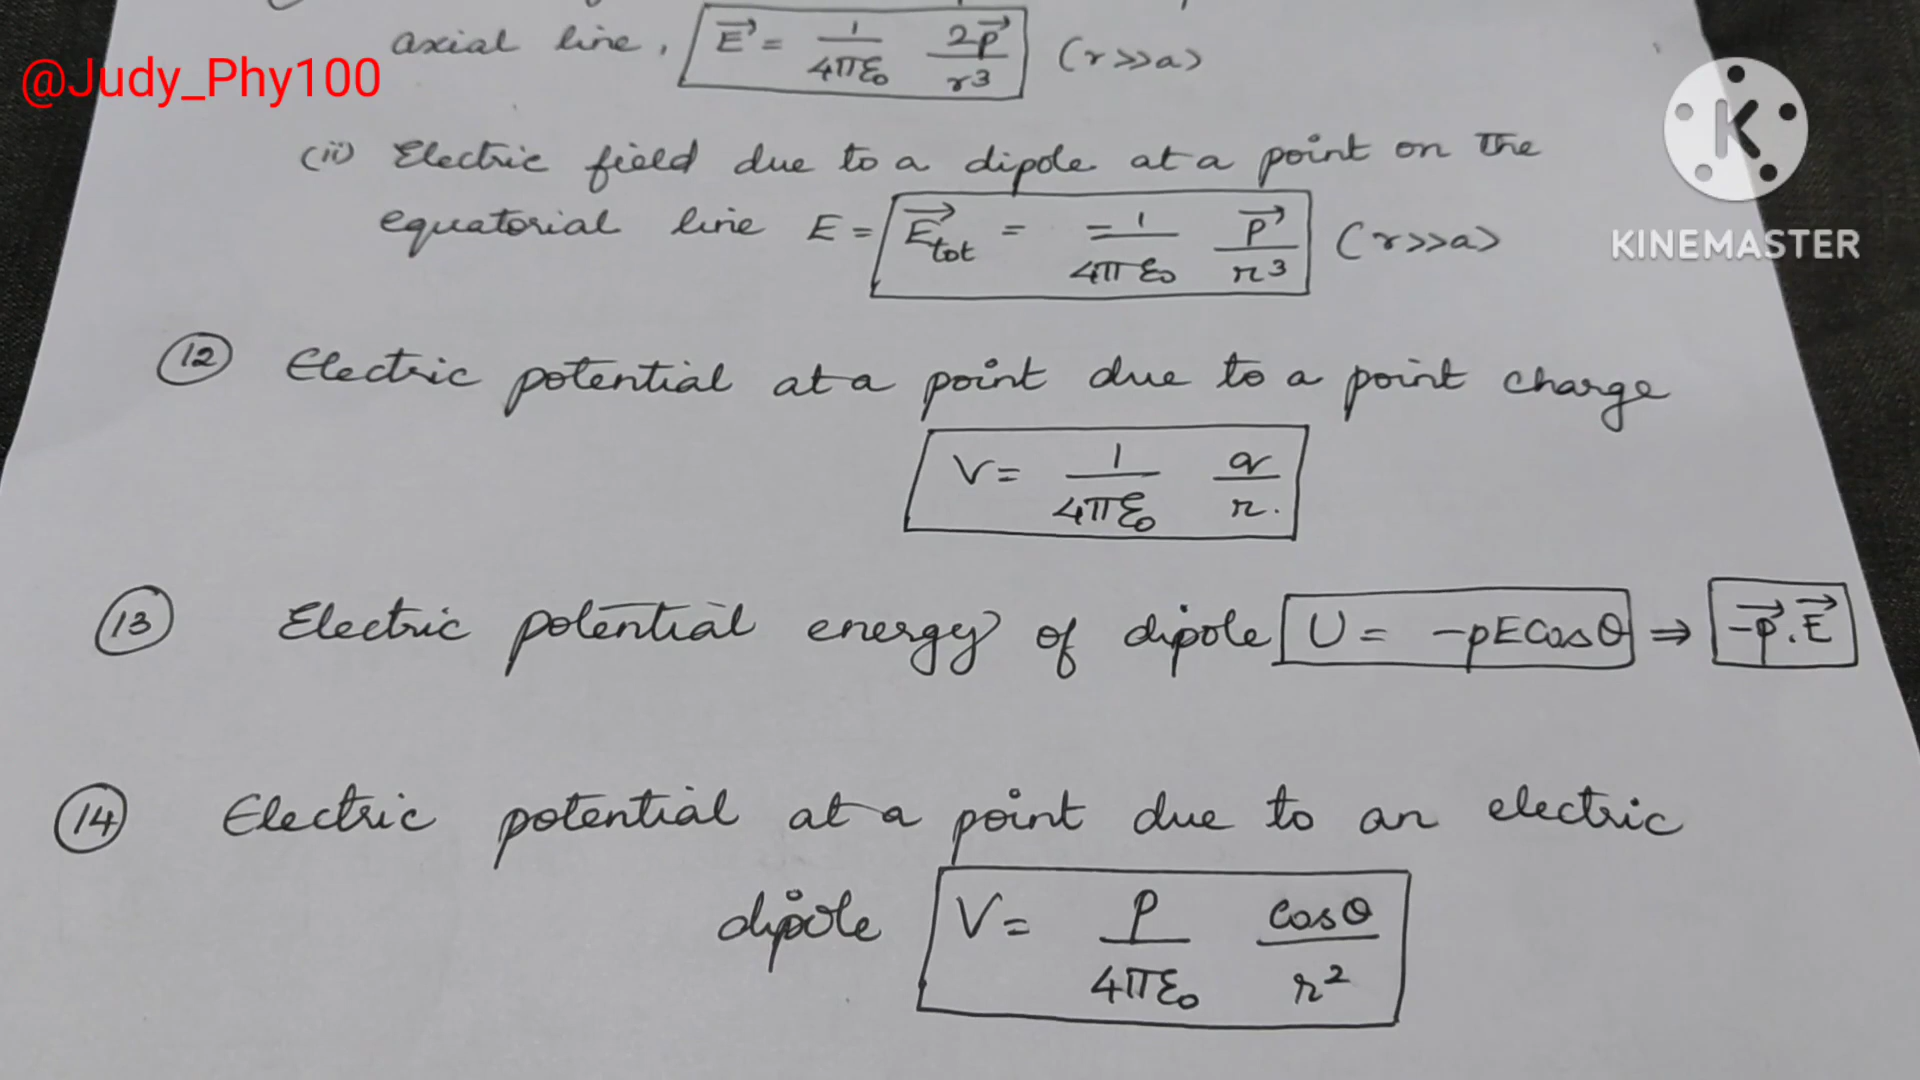 axial line, E⃗ = 1/4πε₀ 2p⃗/r³ (r>>a)
@Judy_Phy100
(ii) Electric field due to a dipole at a point on the
equatorial line E = E⃗tot = -1/4πε₀ p⃗/r³ (r>>a)
KINEMASTER
(12) Electric potential at a point due to a point charge
V = 1/4πε₀ q/r.
(13) Electric potential energy of dipole U = -pEcosθ ⇒ -p⃗.E⃗
(14) Electric potential at a point due to an electric
dipole V = P/4πε₀ cosθ/r²